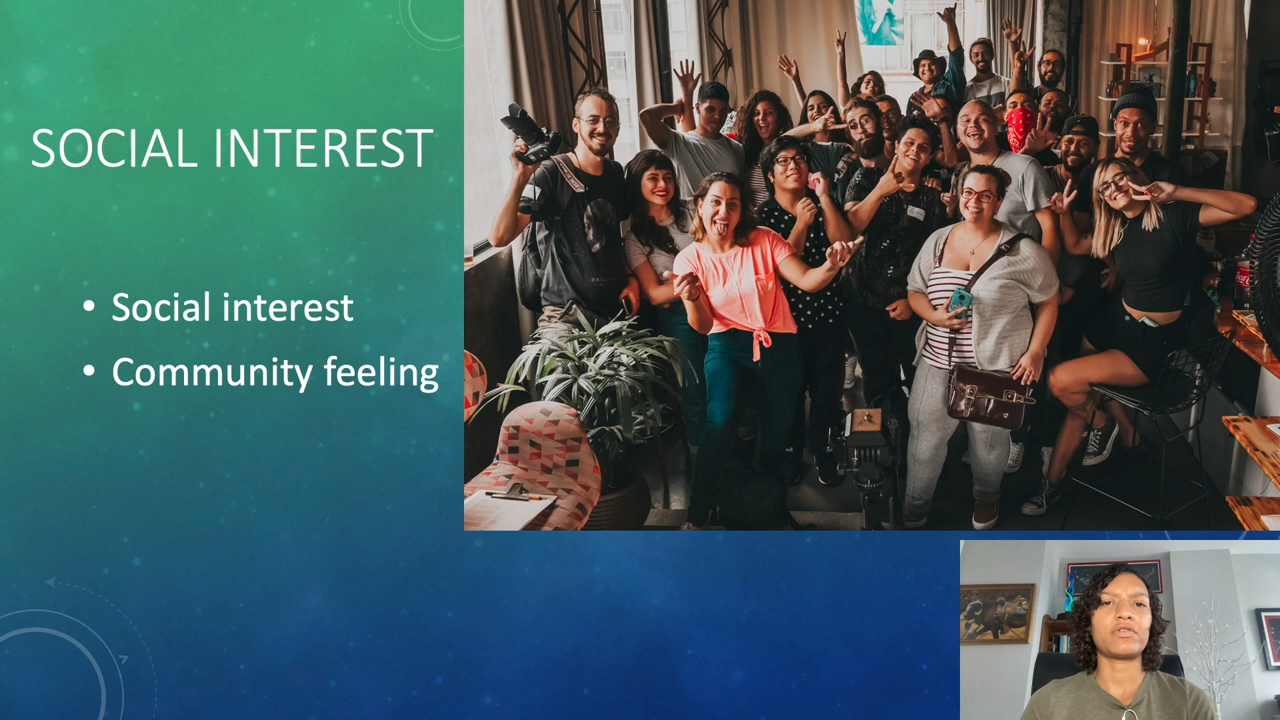 SOCIAL INTEREST
• Social interest
• Community feeling